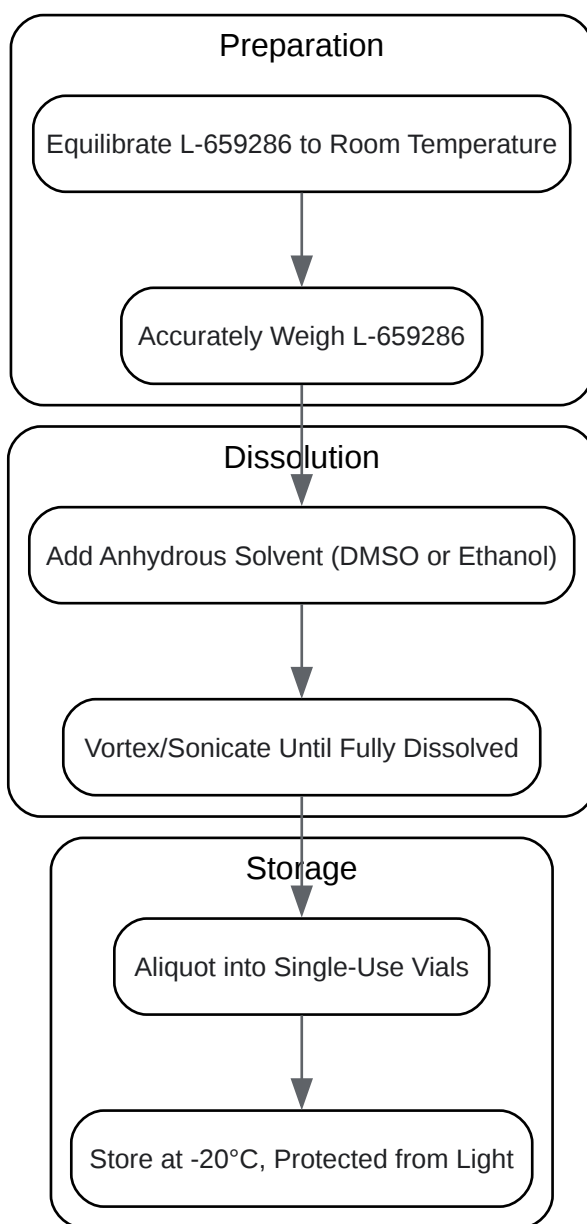 Preparation
Equilibrate L-659286 to Room Temperature
Accurately Weigh L-659286
Dissolution
Add Anhydrous Solvent (DMSO or Ethanol)
Vortex/Sonicate Until Fully Dissolved
Storage
Aliquot into Single-Use Vials
Store at -20°C, Protected from Light